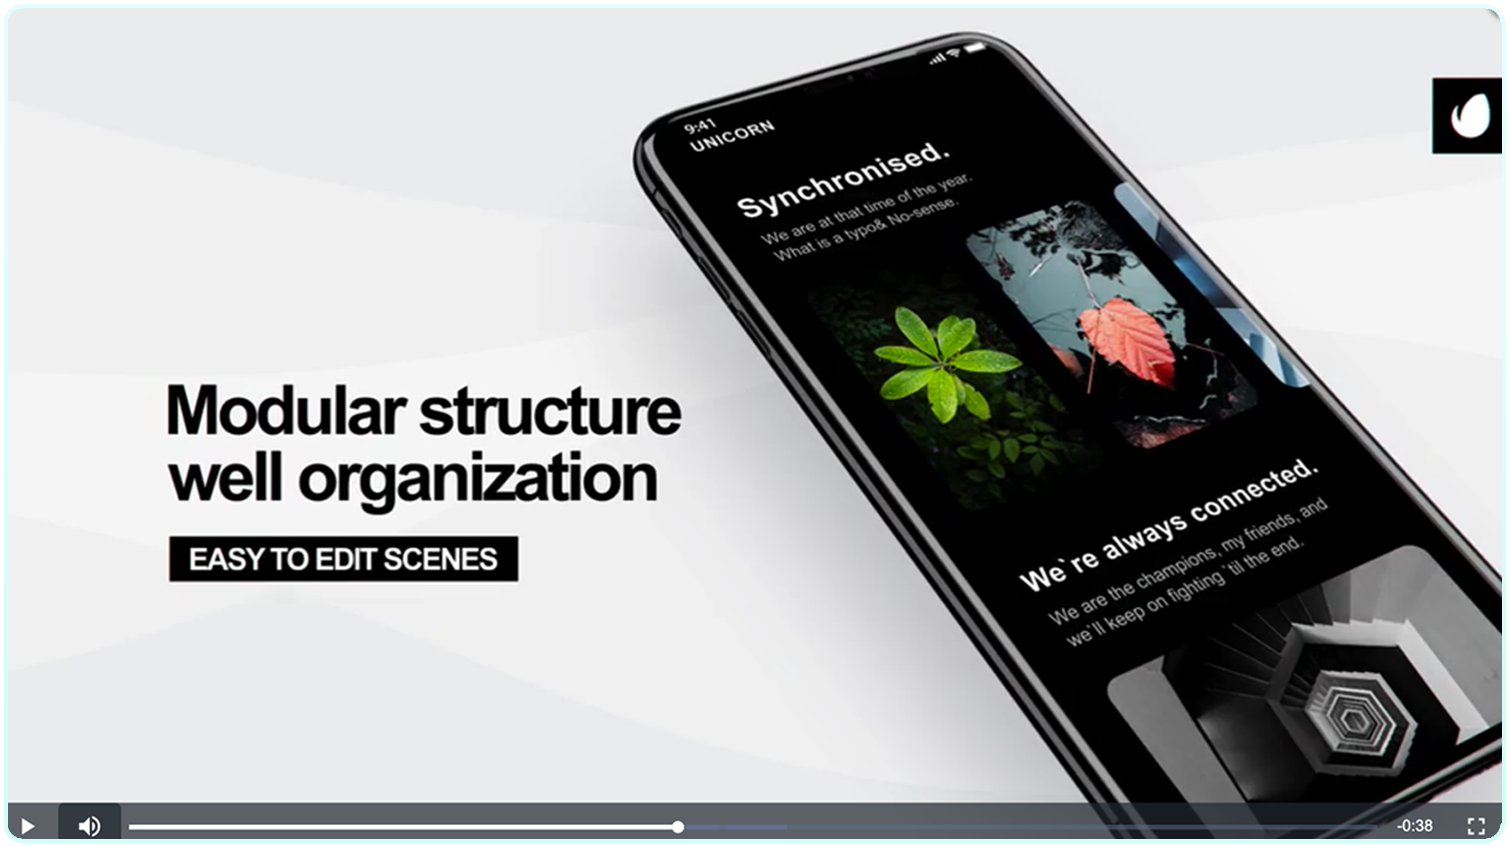 9:41
UNICORN
Synchronised.
We are at that time of the year.
What is a typo& No-sense.
Modular structure
well organization
EASY TO EDIT SCENES
We`re always connected.
We are the champions, my friends, and
we`ll keep on fighting `til the end.
-0:38